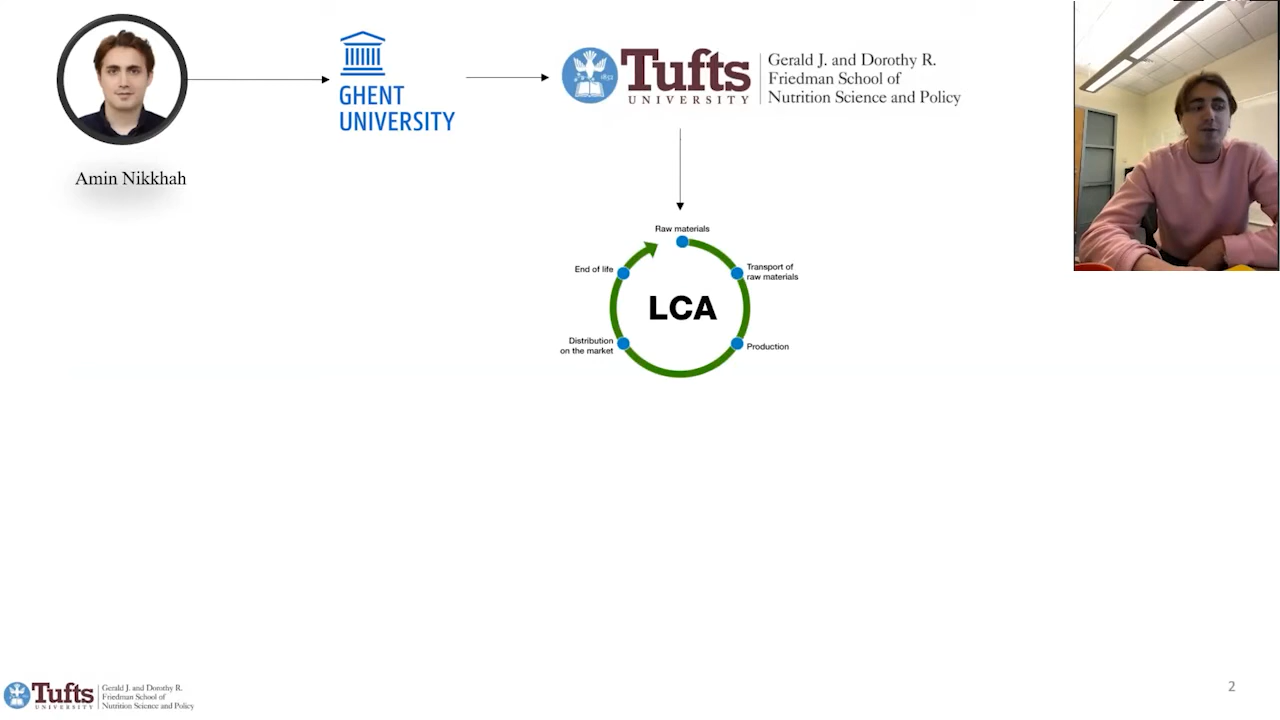 GHENT
UNIVERSITY
Tufts
UNIVERSITY
1852
Gerald J. and Dorothy R.
Friedman School of
Nutrition Science and Policy
Amin Nikkhah
Raw materials
End of life
Transport of
raw materials
LCA
Distribution
on the market
Production
Tufts
UNIVERSITY
Gerald J. and Dorothy R.
Friedman School of
Nutrition Science and Policy
2